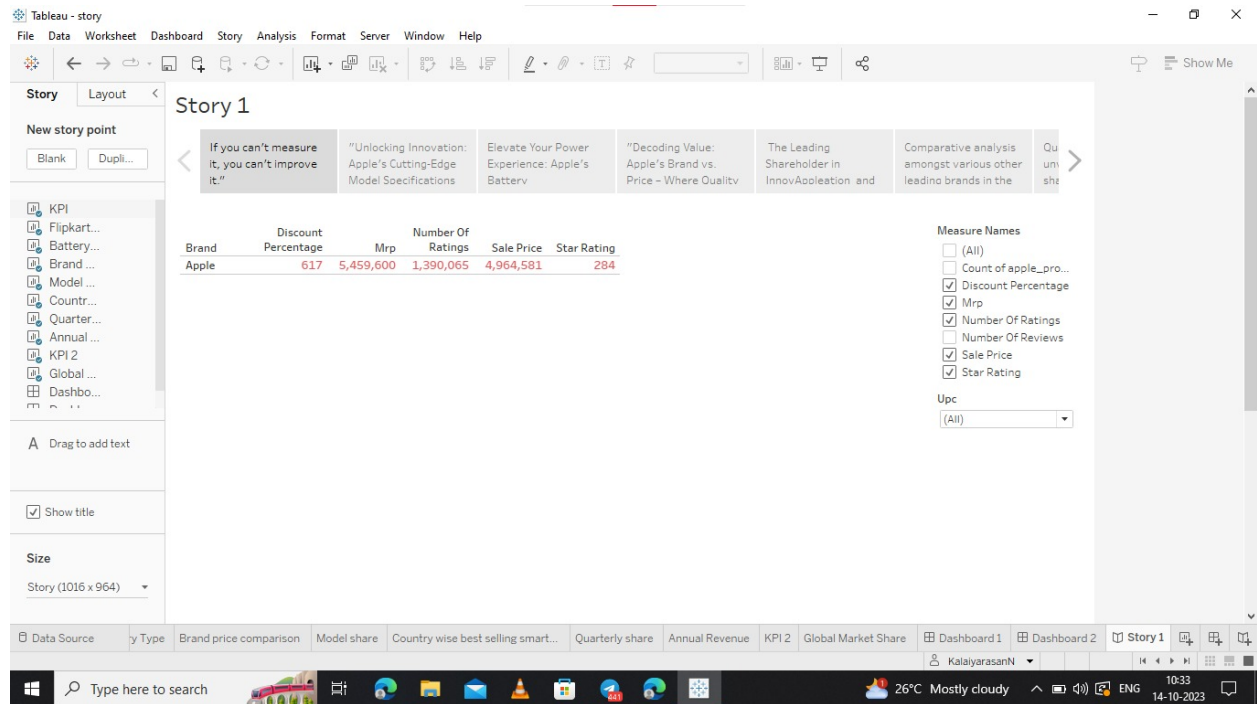 Tableau - story
File Data Worksheet Dashboard Story Analysis Format Server Window Help
Show Me
Story Layout
Story 1
New story point
Blank Dupli...
If you can't measure
it, you can't improve
it."
"Unlocking Innovation:
Apple's Cutting-Edge
Model Specifications
Elevate Your Power
Experience: Apple's
Battery
"Decoding Value:
Apple's Brand vs.
Price – Where Quality
The Leading
Shareholder in
InnovAppleation and
Comparative analysis
amongst various other
leading brands in the
Qu
KPI
Flipkart...
Battery...
Brand ...
Model ...
Countr...
Quarter...
Annual ...
KPI 2
Global ...
Dashbo...
Discount Number Of
Brand Percentage Mrp Ratings Sale Price Star Rating
Apple 617 5,459,600 1,390,065 4,964,581 284
Measure Names
(All)
Count of apple_pro...
Discount Percentage
Mrp
Number Of Ratings
Number Of Reviews
Sale Price
Star Rating
Upc
(All)
A Drag to add text
Show title
Size
Story (1016 x 964)
Data Source y Type Brand price comparison Model share Country wise best selling smart... Quarterly share Annual Revenue KPI 2 Global Market Share Dashboard 1 Dashboard 2 Story 1
KalaiyarasanN
Type here to search
441
26°C Mostly cloudy
ENG
10:33
14-10-2023